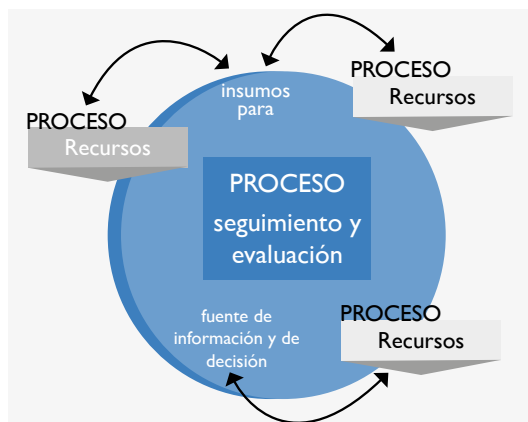 PROCESO
Recursos
insumos
para
PROCESO
Recursos
PROCESO
seguimiento y
evaluación
fuente de
información y de
decisión
PROCESO
Recursos